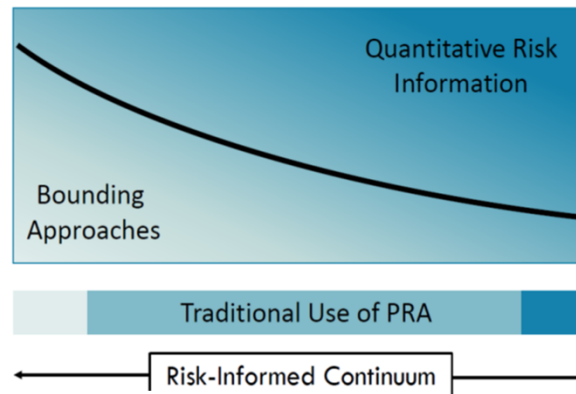 Quantitative Risk
Information
Bounding
Approaches
Traditional Use of PRA
Risk-Informed Continuum